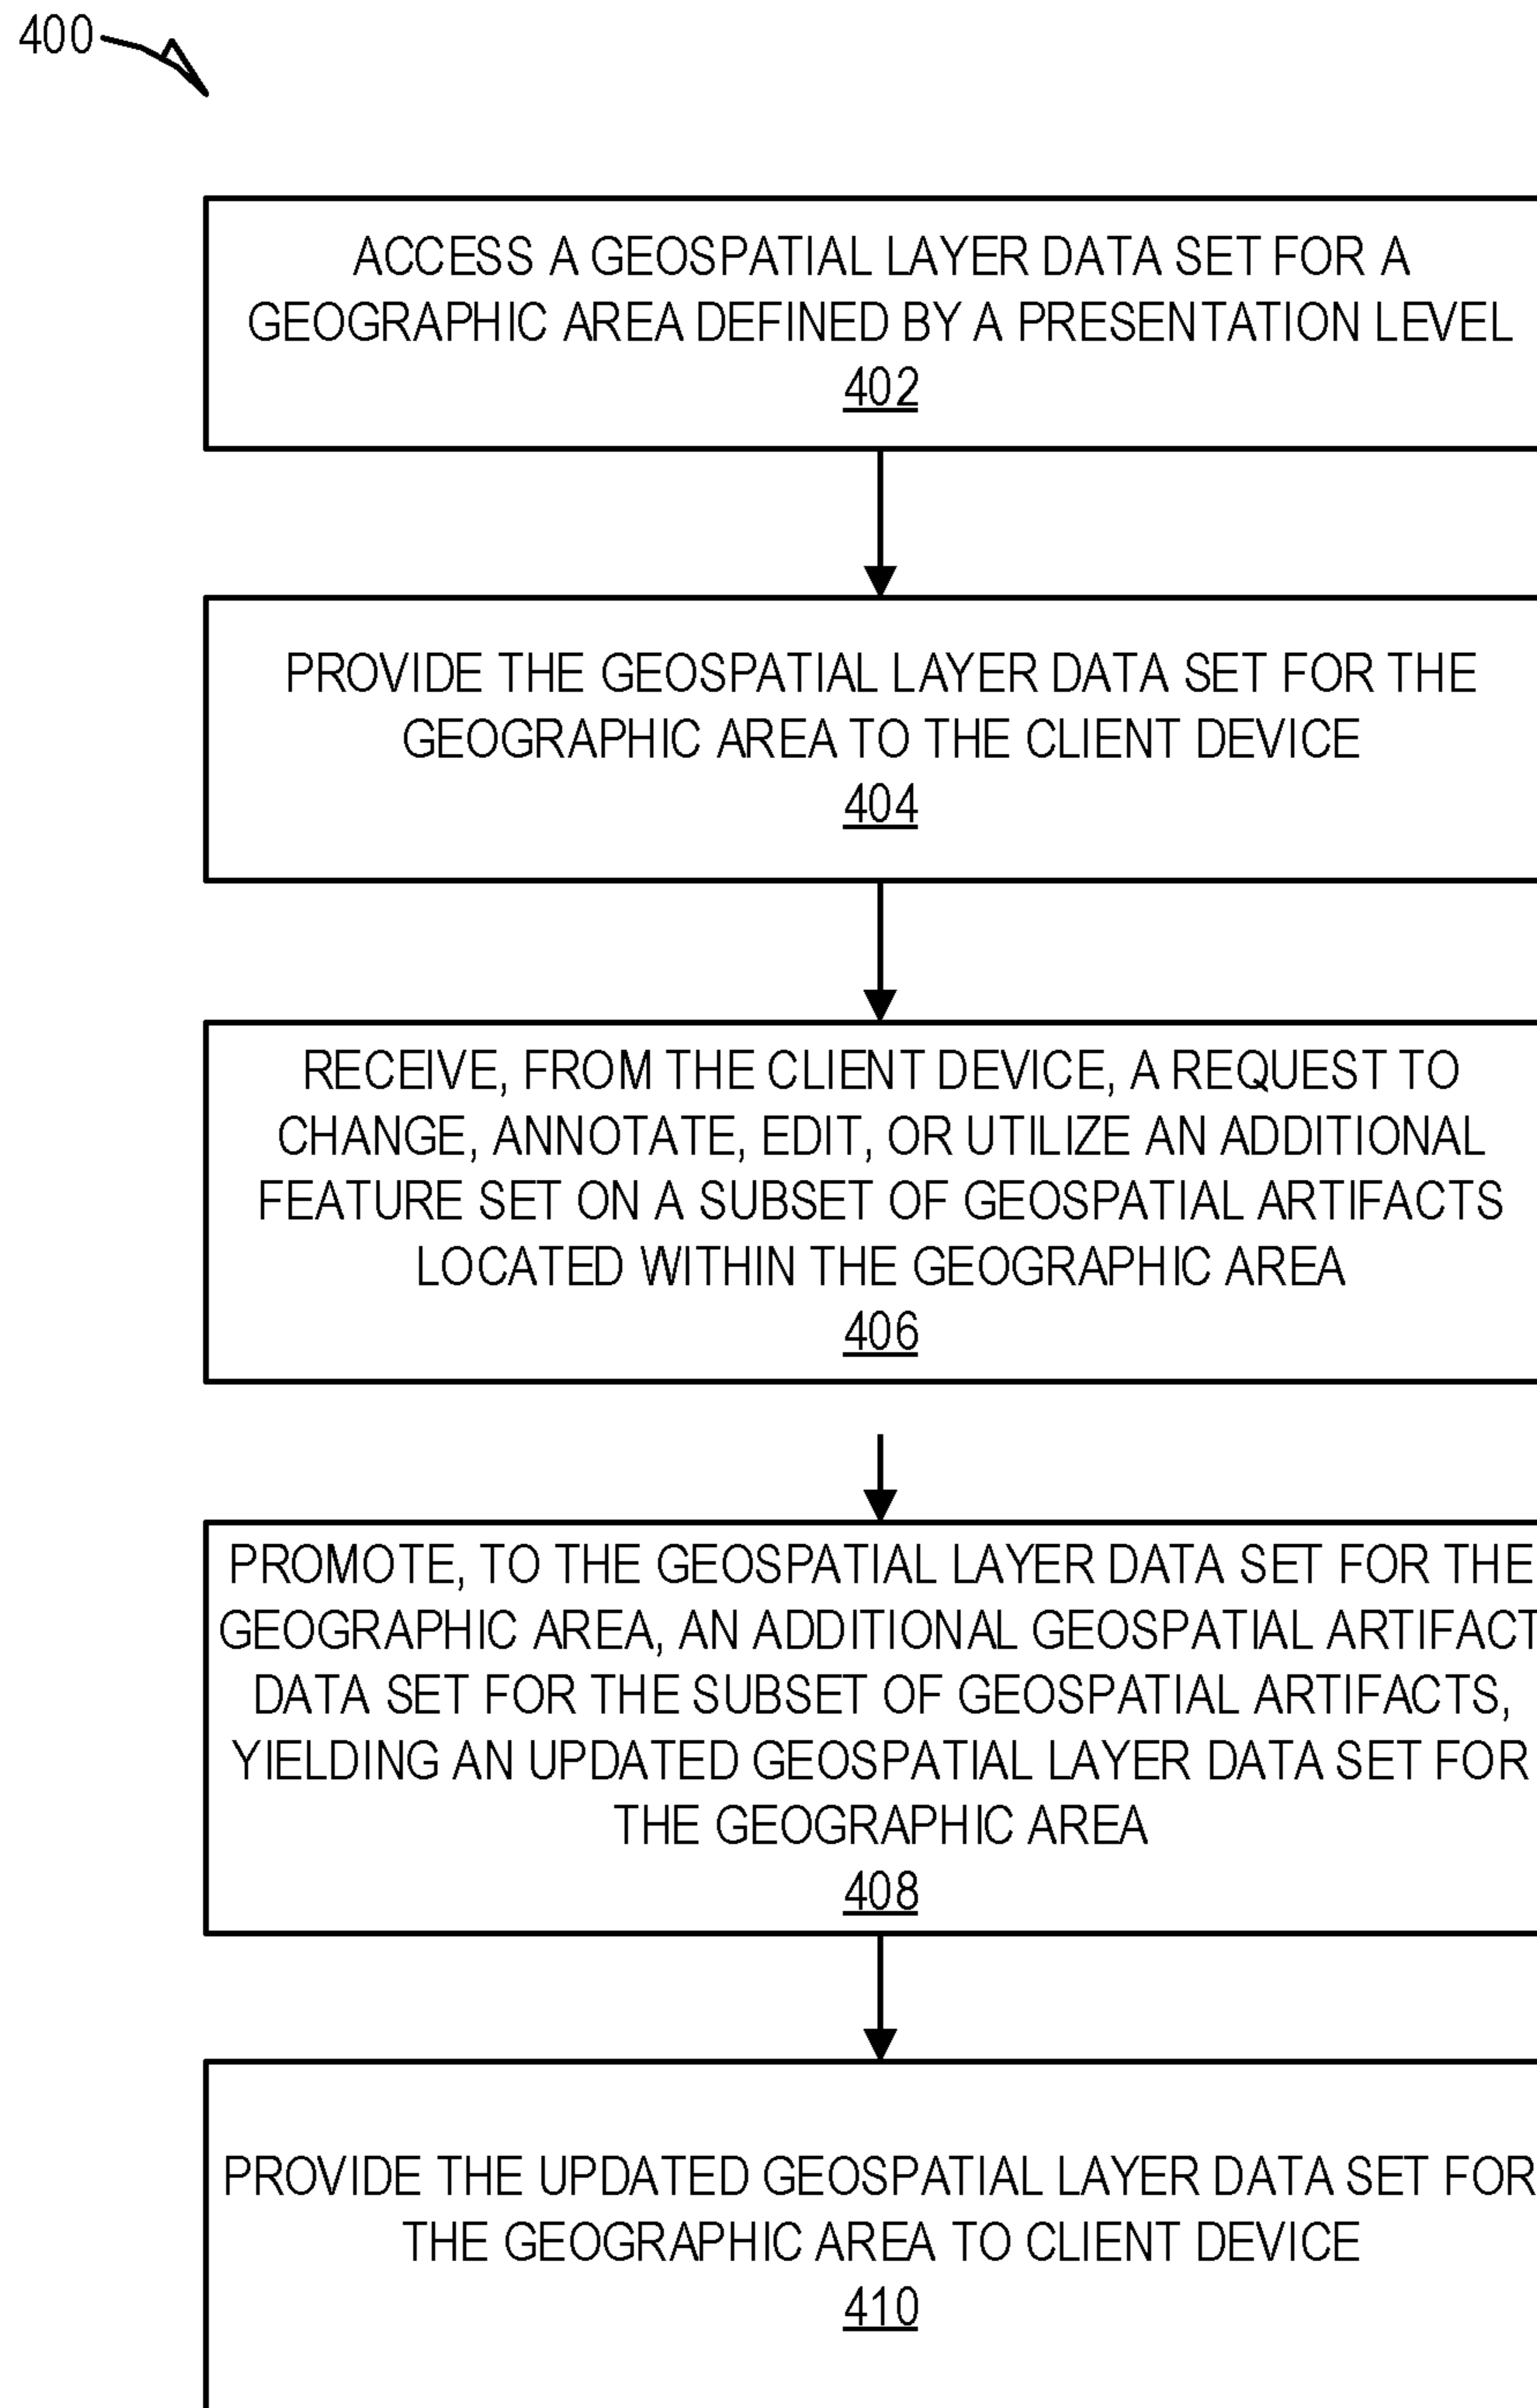 400
ACCESS A GEOSPATIAL LAYER DATA SET FOR A
GEOGRAPHIC AREA DEFINED BY A PRESENTATION LEVEL
402
PROVIDE THE GEOSPATIAL LAYER DATA SET FOR THE
GEOGRAPHIC AREA TO THE CLIENT DEVICE
404
RECEIVE, FROM THE CLIENT DEVICE, A REQUEST TO
CHANGE, ANNOTATE, EDIT, OR UTILIZE AN ADDITIONAL
FEATURE SET ON A SUBSET OF GEOSPATIAL ARTIFACTS
LOCATED WITHIN THE GEOGRAPHIC AREA
406
PROMOTE, TO THE GEOSPATIAL LAYER DATA SET FOR THE
GEOGRAPHIC AREA, AN ADDITIONAL GEOSPATIAL ARTIFACT
DATA SET FOR THE SUBSET OF GEOSPATIAL ARTIFACTS,
YIELDING AN UPDATED GEOSPATIAL LAYER DATA SET FOR
THE GEOGRAPHIC AREA
408
PROVIDE THE UPDATED GEOSPATIAL LAYER DATA SET FOR
THE GEOGRAPHIC AREA TO CLIENT DEVICE
410